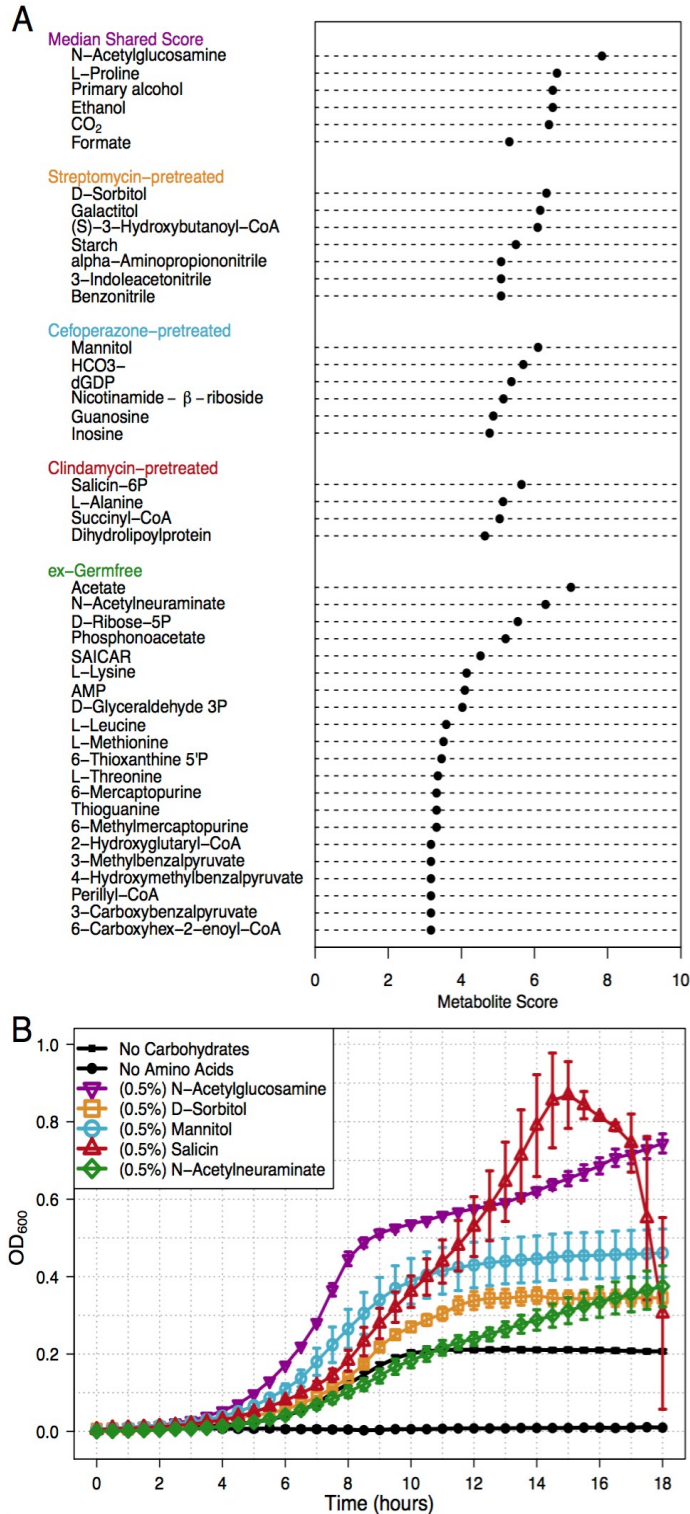 A
Median Shared Score
N−Acetylglucosamine
L−Proline
Primary alcohol
Ethanol
CO2
Formate
Streptomycin−pretreated
D−Sorbitol
Galactitol
(S)−3−Hydroxybutanoyl−CoA
Starch
alpha−Aminopropiononitrile
3−Indoleacetonitrile
Benzonitrile
Cefoperazone−pretreated
Mannitol
HCO3−
dGDP
Nicotinamide − β − riboside
Guanosine
Inosine
Clindamycin−pretreated
Salicin−6P
L−Alanine
Succinyl−CoA
Dihydrolipoylprotein
ex−Germfree
Acetate
N−Acetylneuraminate
D−Ribose−5P
Phosphonoacetate
SAICAR
L−Lysine
AMP
D−Glyceraldehyde 3P
L−Leucine
L−Methionine
6−Thioxanthine 5'P
L−Threonine
6−Mercaptopurine
Thioguanine
6−Methylmercaptopurine
2−Hydroxyglutaryl−CoA
3−Methylbenzalpyruvate
4−Hydroxymethylbenzalpyruvate
Perillyl−CoA
3−Carboxybenzalpyruvate
6−Carboxyhex−2−enoyl−CoA
0 2 4 6 8 10
Metabolite Score
B
No Carbohydrates
No Amino Acids
(0.5%) N−Acetylglucosamine
(0.5%) D−Sorbitol
(0.5%) Mannitol
(0.5%) Salicin
(0.5%) N−Acetylneuraminate
1.0
0.8
0.6
0.4
0.2
0.0
OD600
0 2 4 6 8 10 12 14 16 18
Time (hours)